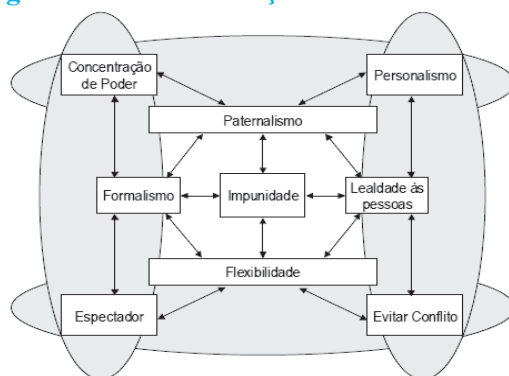 Concentração
de Poder
Personalismo
Paternalismo
Formalismo
Impunidade
Lealdade às
pessoas
Flexibilidade
Espectador
Evitar Conflito